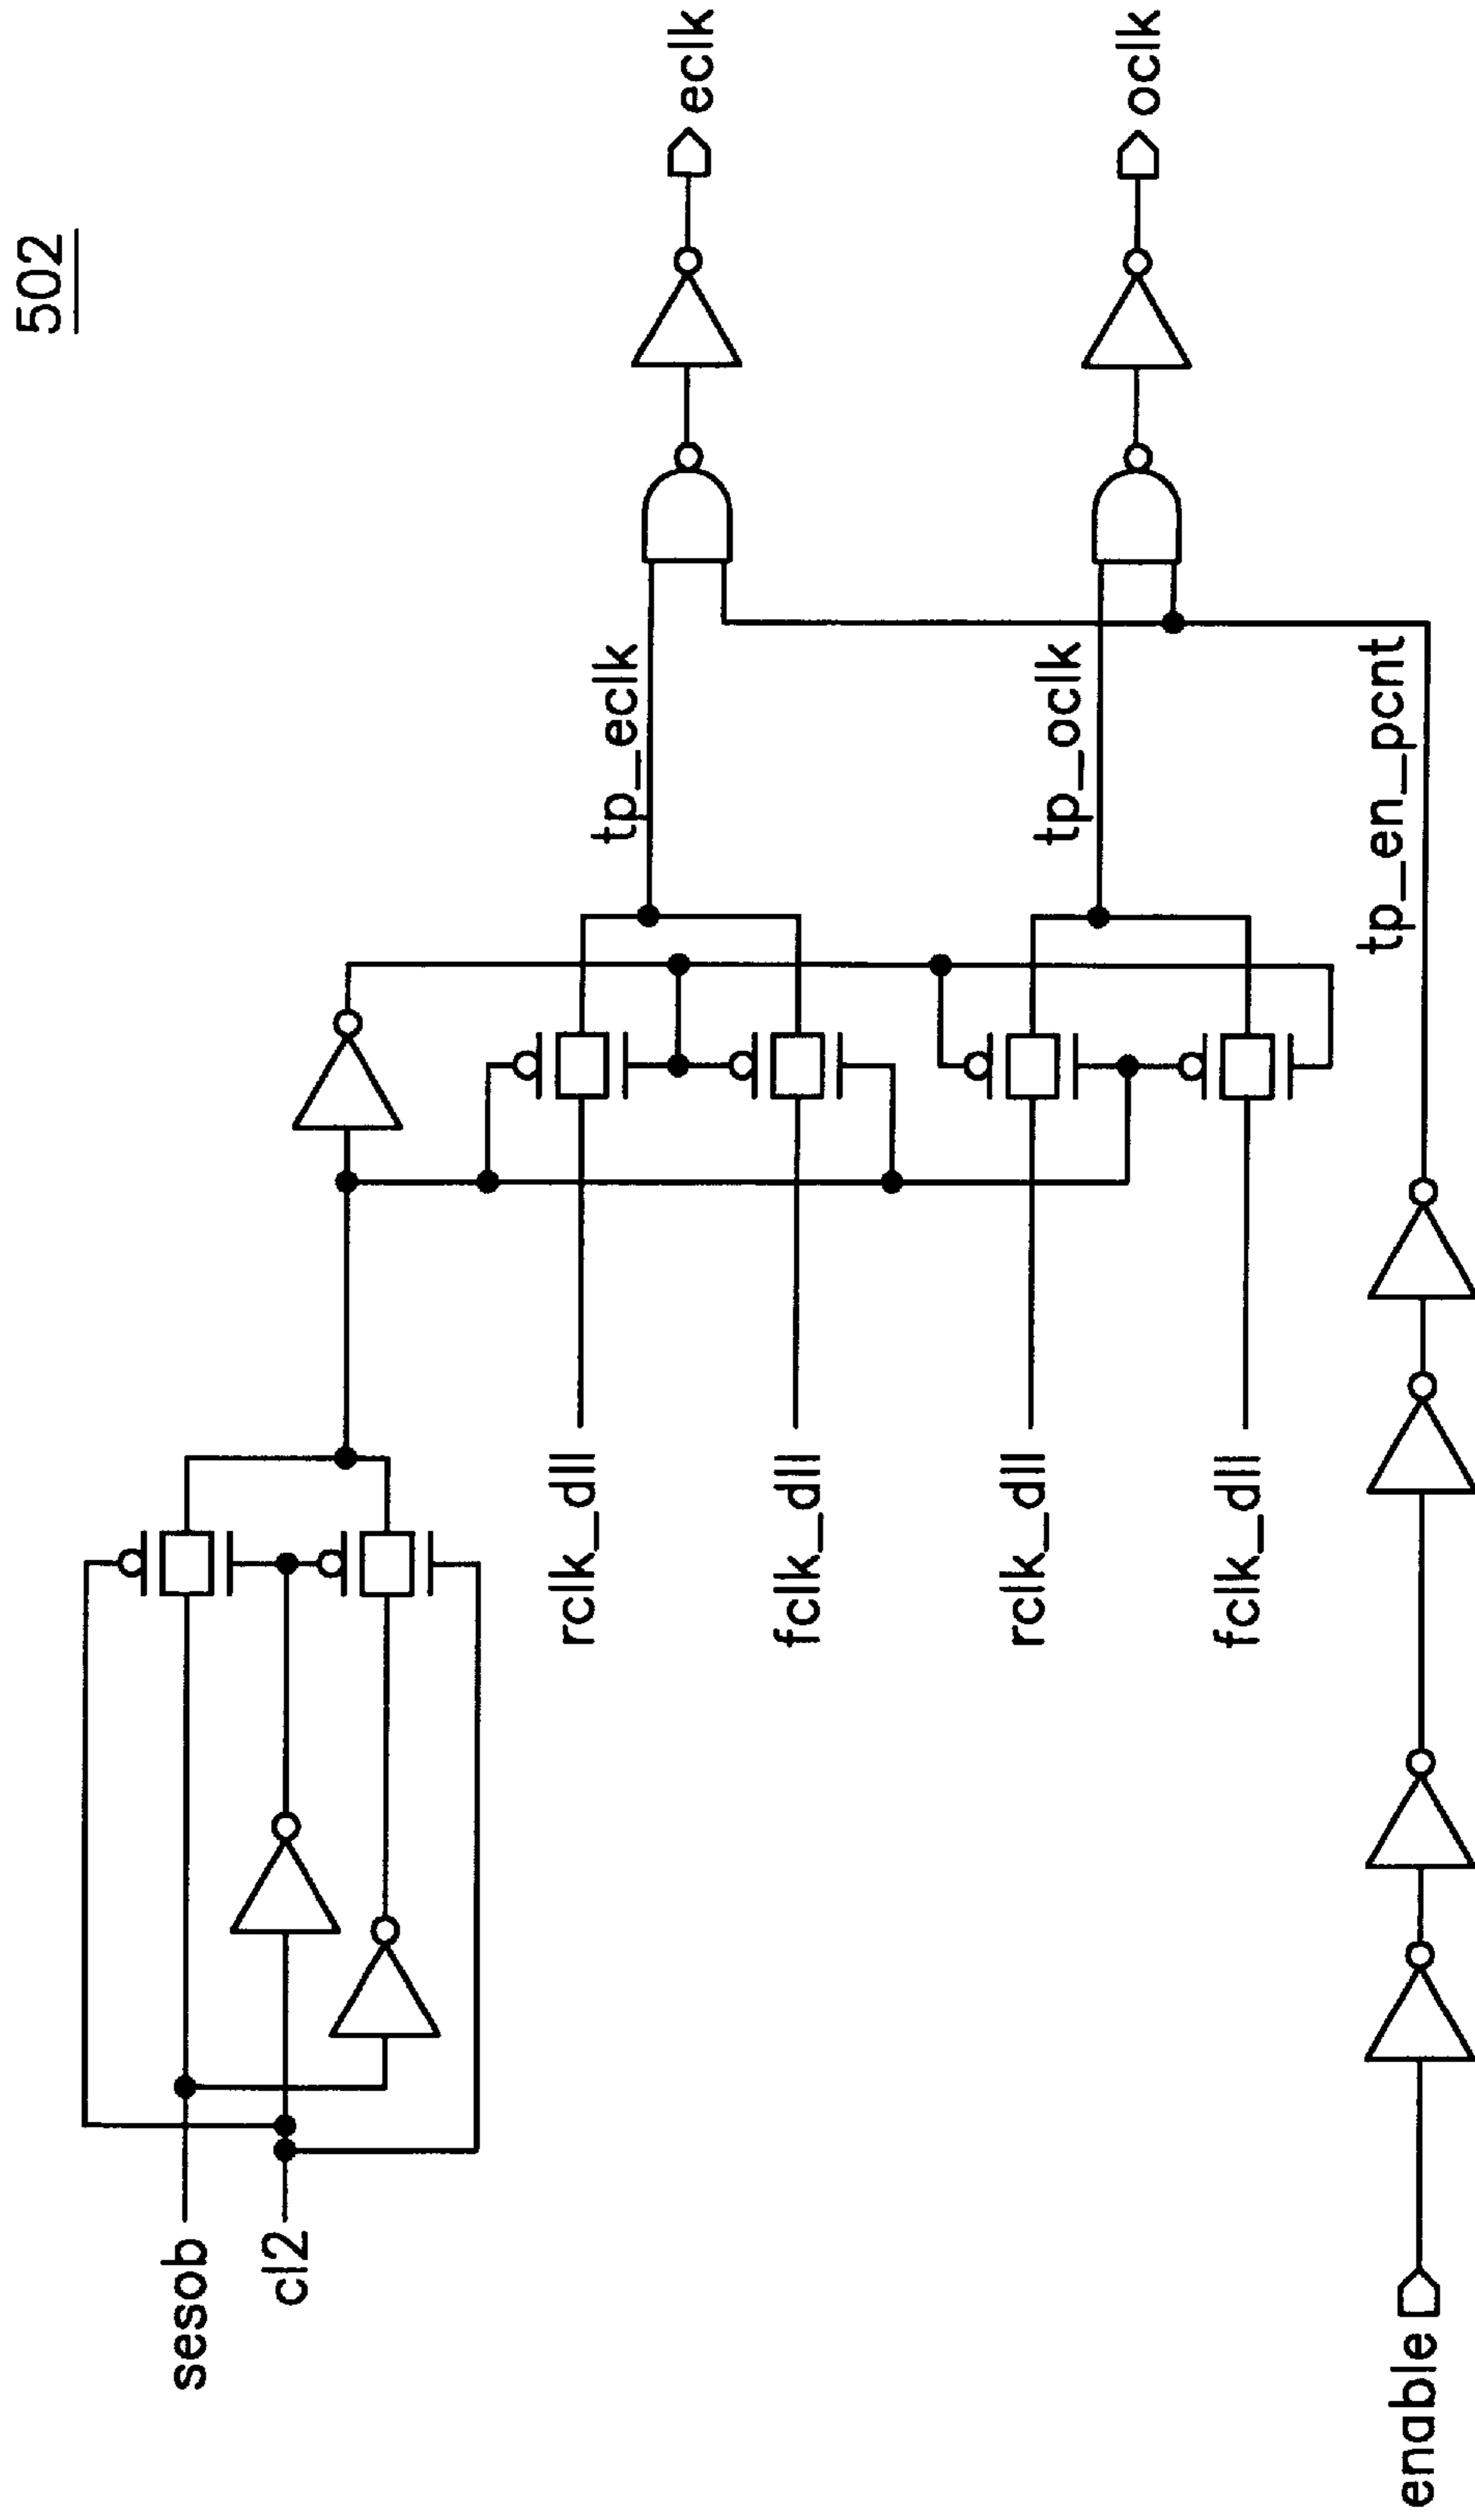 502
sesob
cl2
rclk_dll
fclk_dll
rclk_dll
fclk_dll
enable
tp_eclk
tp_oclk
tp_en_pcnt
eclk
oclk